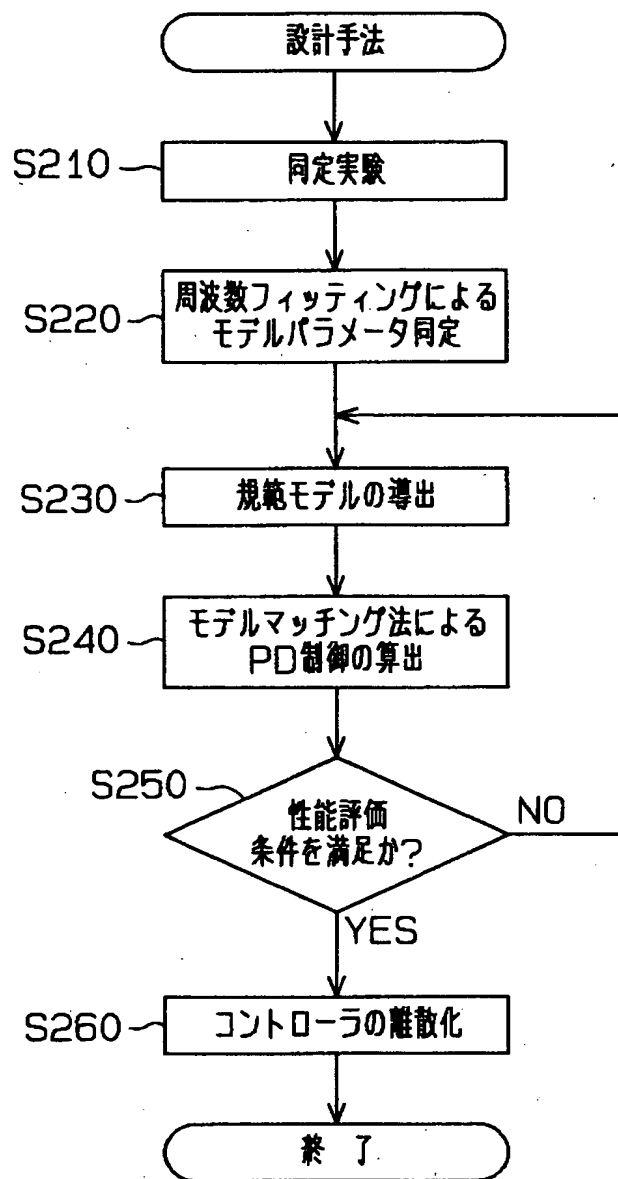 設計手法
S210
同定実験
S220
周波数フィッティングによる
モデルパラメータ同定
S230
規範モデルの導出
S240
モデルマッチング法による
PD制御の算出
S250
性能評価
条件を満足か?
NO
YES
S260
コントローラの離散化
終 了